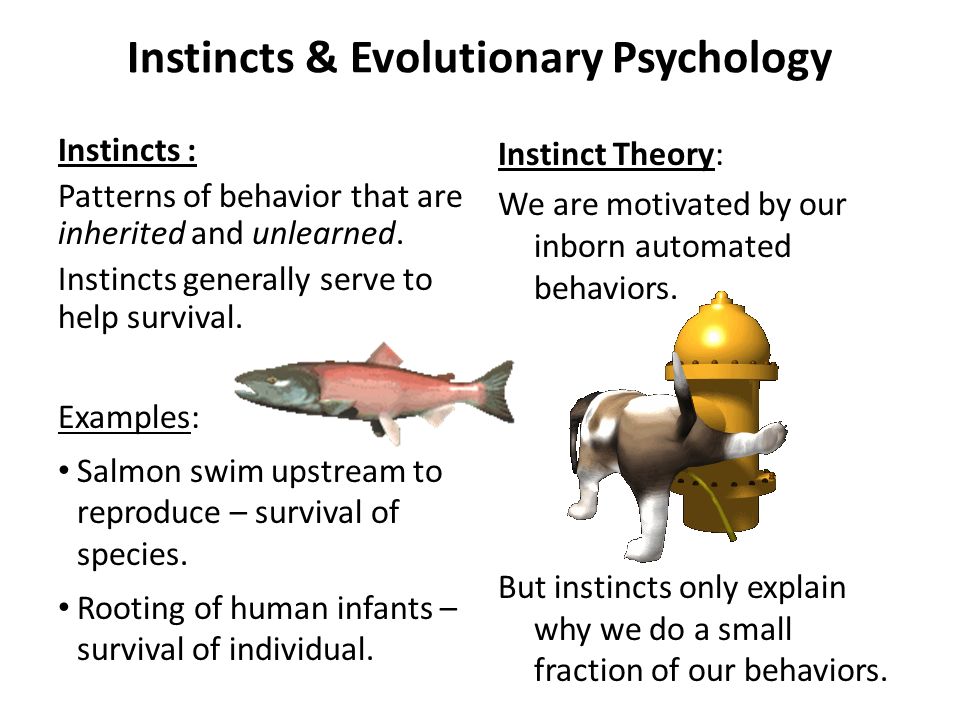 Instincts & Evolutionary Psychology
Instincts :
Patterns of behavior that are
inherited and unlearned.
Instincts generally serve to
help survival.
Examples:
• Salmon swim upstream to
reproduce – survival of
species.
• Rooting of human infants –
survival of individual.
Instinct Theory:
We are motivated by our
inborn automated
behaviors.
But instincts only explain
why we do a small
fraction of our behaviors.